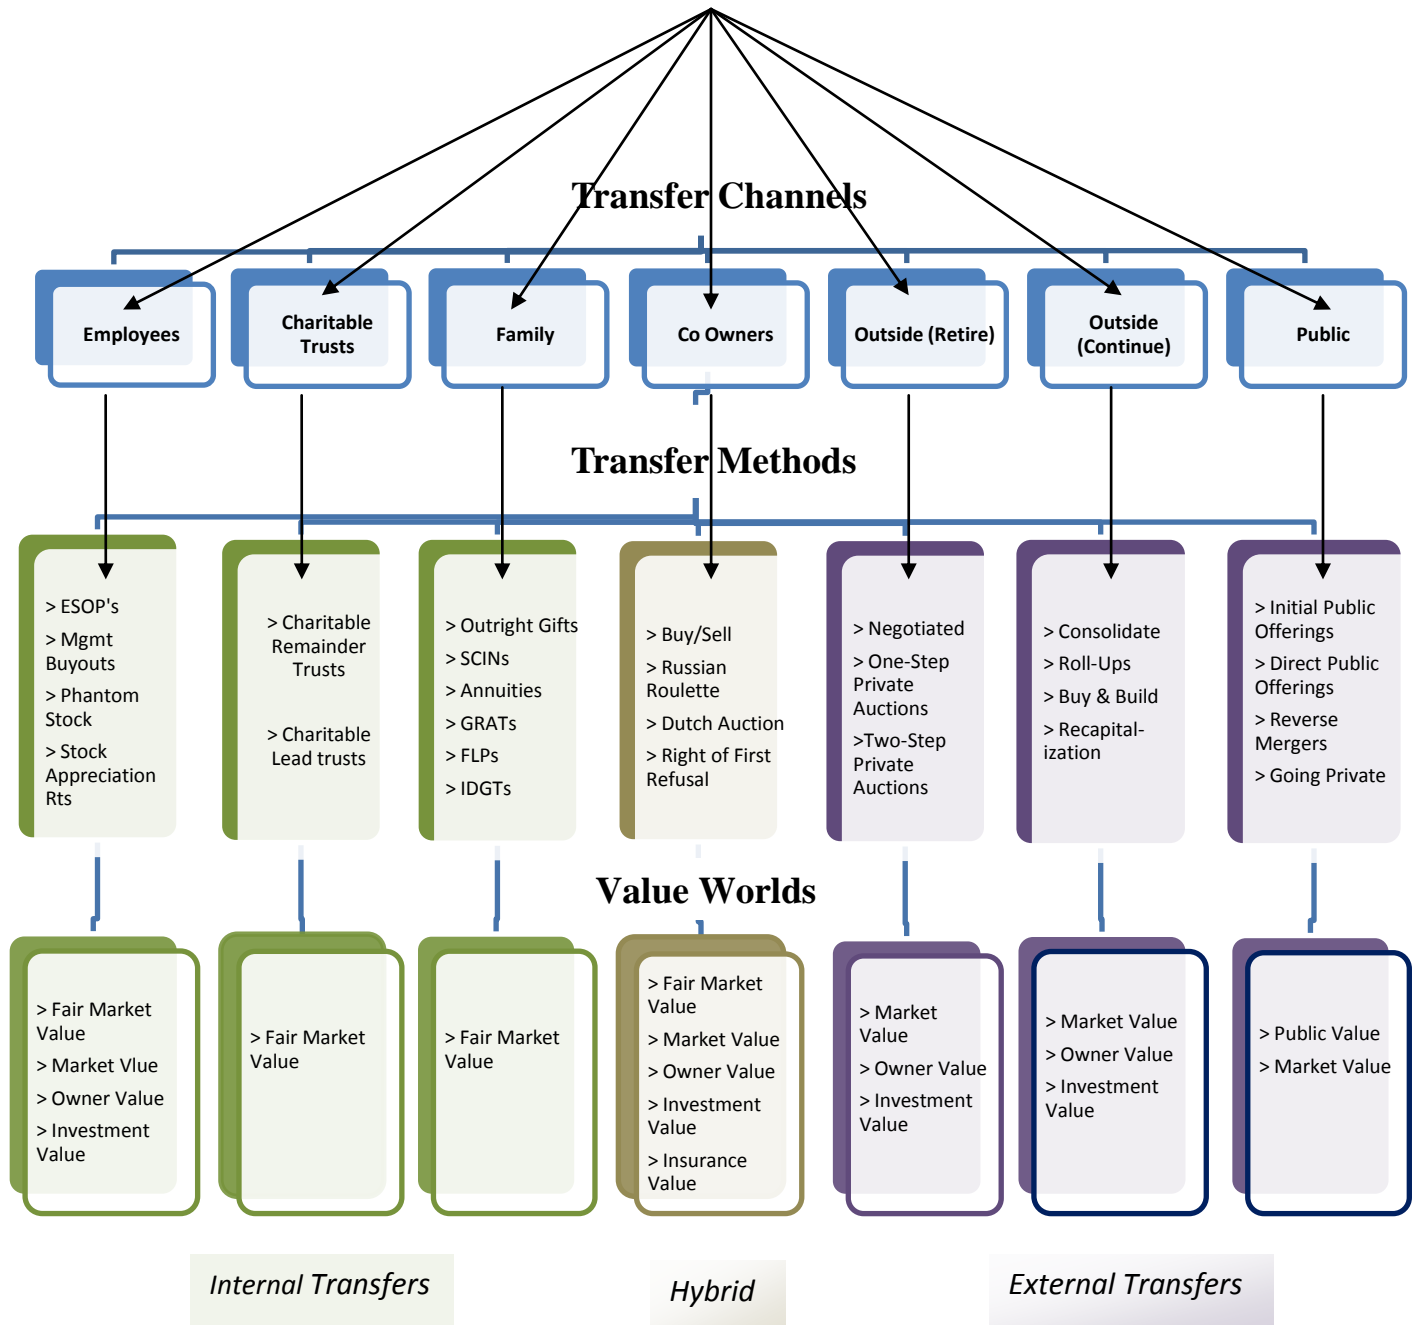 Transfer Channels
Employees
Charitable
Trusts
Family
Co Owners
Outside (Retire)
Outside
(Continue)
Public
Transfer Methods
> ESOP's
> Mgmt
Buyouts
> Phantom
Stock
> Stock
Appreciation
Rts
> Charitable
Remainder
Trusts
> Charitable
Lead trusts
> Outright Gifts
> SCINs
> Annuities
> GRATs
> FLPs
> IDGTs
> Buy/Sell
> Russian
Roulette
> Dutch Auction
> Right of First
Refusal
> Negotiated
> One-Step
Private
Auctions
>Two-Step
Private
Auctions
> Consolidate
> Roll-Ups
> Buy & Build
> Recapital-
ization
> Initial Public
Offerings
> Direct Public
Offerings
> Reverse
Mergers
> Going Private
Value Worlds
> Fair Market
Value
> Market Vlue
> Owner Value
> Investment
Value
> Fair Market
Value
> Fair Market
Value
> Fair Market
Value
> Market Value
> Owner Value
> Investment
Value
> Insurance
Value
> Market
Value
> Owner Value
> Investment
Value
> Market Value
> Owner Value
> Investment
Value
> Public Value
> Market Value
Internal Transfers
Hybrid
External Transfers